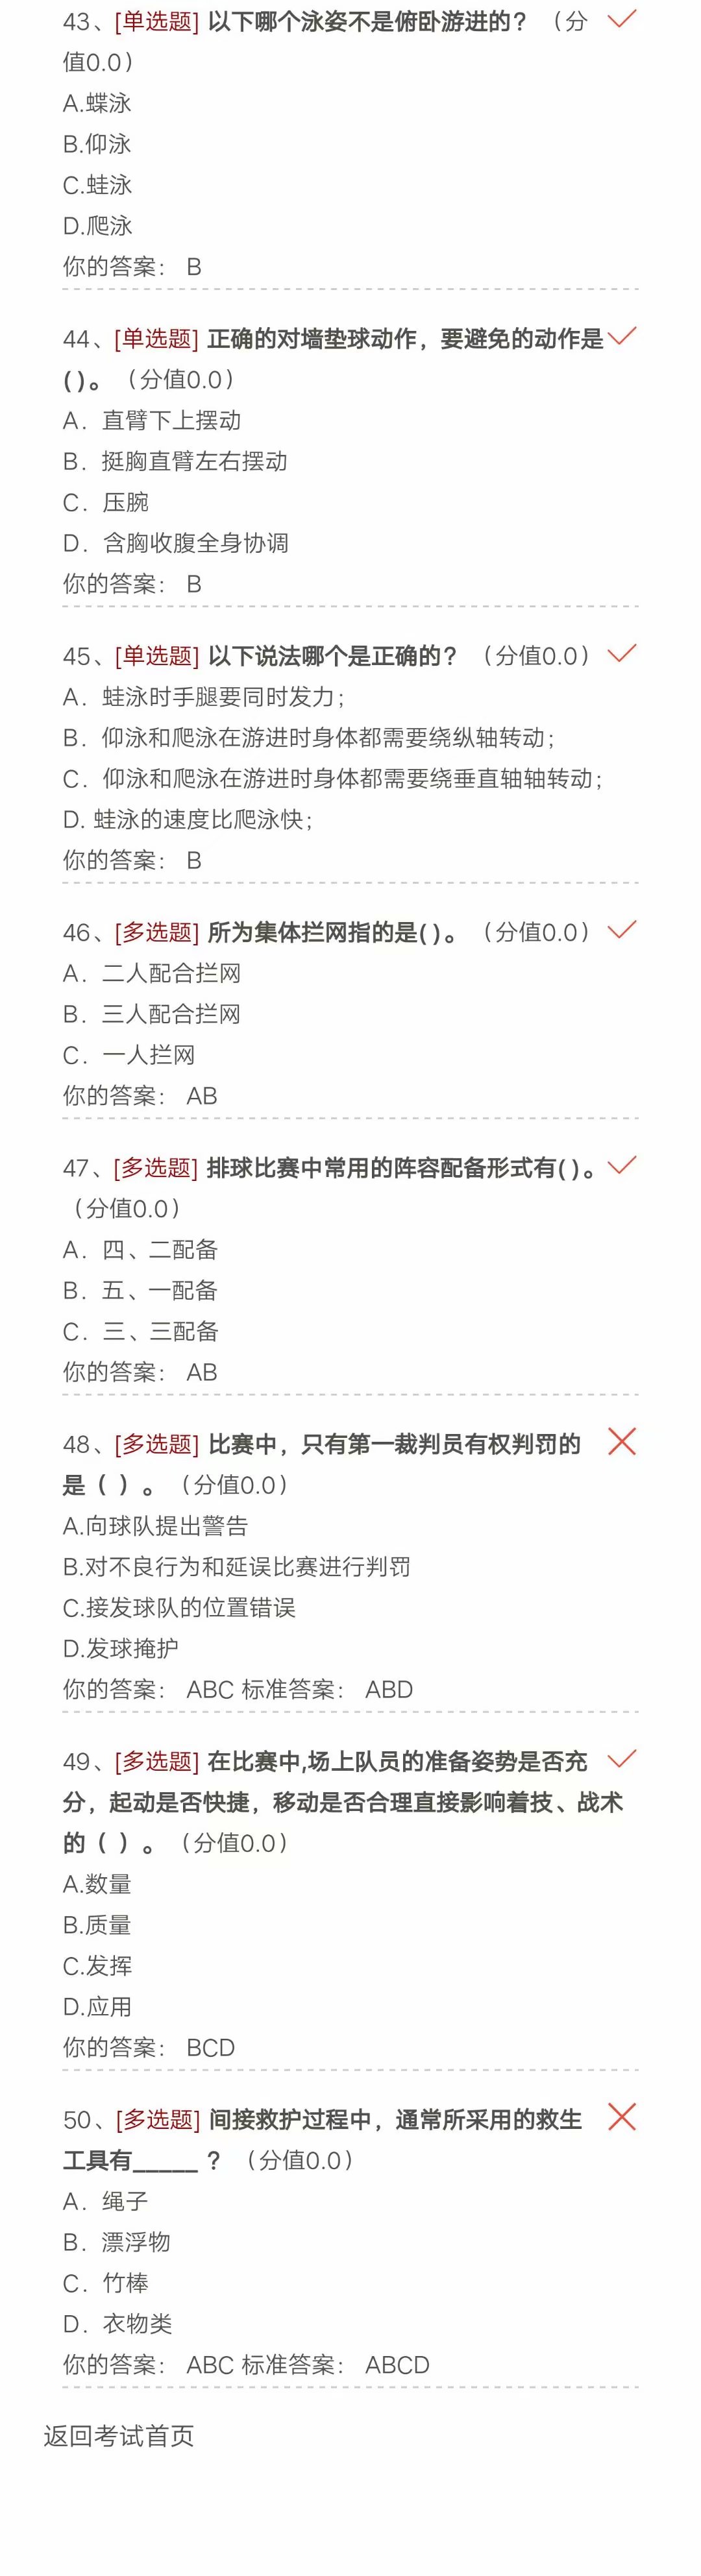 43、[单选题] 以下哪个泳姿不是俯卧游进的？（分
值0.0）
A.蝶泳
B.仰泳
C.蛙泳
D.爬泳
你的答案： B
44、[单选题] 正确的对墙垫球动作，要避免的动作是
( )。（分值0.0）
A．直臂下上摆动
B．挺胸直臂左右摆动
C．压腕
D．含胸收腹全身协调
你的答案： B
45、[单选题] 以下说法哪个是正确的？（分值0.0）
A．蛙泳时手腿要同时发力；
B．仰泳和爬泳在游进时身体都需要绕纵轴转动；
C．仰泳和爬泳在游进时身体都需要绕垂直轴轴转动；
D. 蛙泳的速度比爬泳快；
你的答案： B
46、[多选题] 所为集体拦网指的是( )。（分值0.0）
A．二人配合拦网
B．三人配合拦网
C．一人拦网
你的答案： AB
47、[多选题] 排球比赛中常用的阵容配备形式有( )。
（分值0.0）
A．四、二配备
B．五、一配备
C．三、三配备
你的答案： AB
48、[多选题] 比赛中，只有第一裁判员有权判罚的
是（ ）。（分值0.0）
A.向球队提出警告
B.对不良行为和延误比赛进行判罚
C.接发球队的位置错误
D.发球掩护
你的答案： ABC 标准答案： ABD
49、[多选题] 在比赛中,场上队员的准备姿势是否充
分，起动是否快捷，移动是否合理直接影响着技、战术
的（ ）。（分值0.0）
A.数量
B.质量
C.发挥
D.应用
你的答案： BCD
50、[多选题] 间接救护过程中，通常所采用的救生
工具有_____ ？（分值0.0）
A．绳子
B．漂浮物
C．竹棒
D．衣物类
你的答案： ABC 标准答案： ABCD
返回考试首页